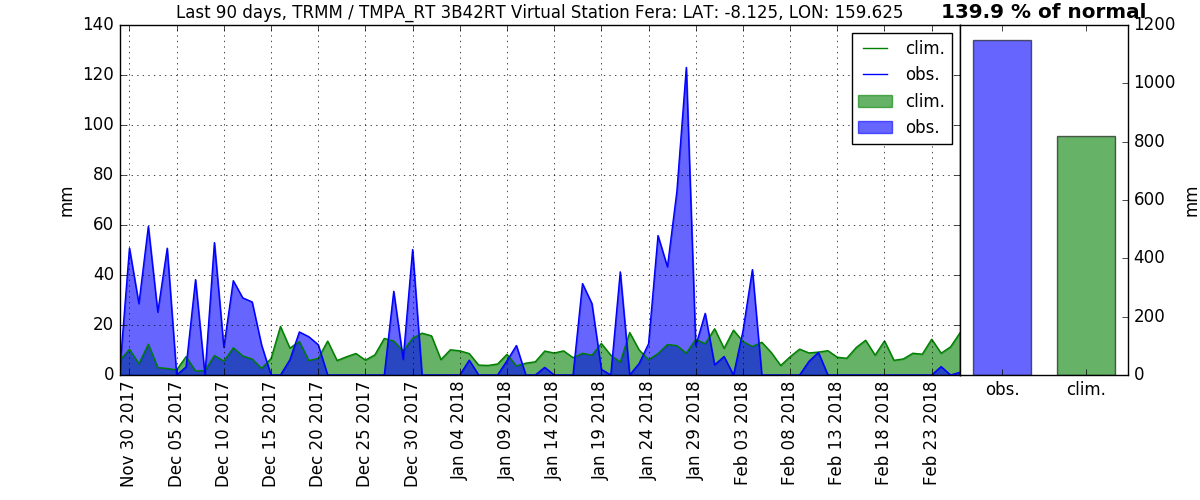 Last 90 days, TRMM / TMPA_RT 3B42RT Virtual Station Fera: LAT: -8.125, LON: 159.625
139.9 % of normal
140
120
100
80
60
40
20
0
mm
clim.
obs.
clim.
obs.
Nov 30 2017
Dec 05 2017
Dec 10 2017
Dec 15 2017
Dec 20 2017
Dec 25 2017
Dec 30 2017
Jan 04 2018
Jan 09 2018
Jan 14 2018
Jan 19 2018
Jan 24 2018
Jan 29 2018
Feb 03 2018
Feb 08 2018
Feb 13 2018
Feb 18 2018
Feb 23 2018
1200
1000
800
600
400
200
0
mm
obs.
clim.